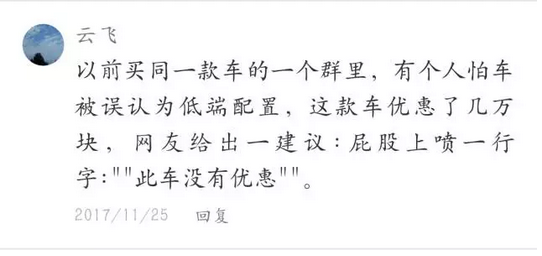 云飞
以前买同一款车的一个群里，有个人怕车
被误认为低端配置，这款车优惠了几万
块，网友给出一建议：屁股上喷一行
字:""此车没有优惠""。
2017/11/25 回复